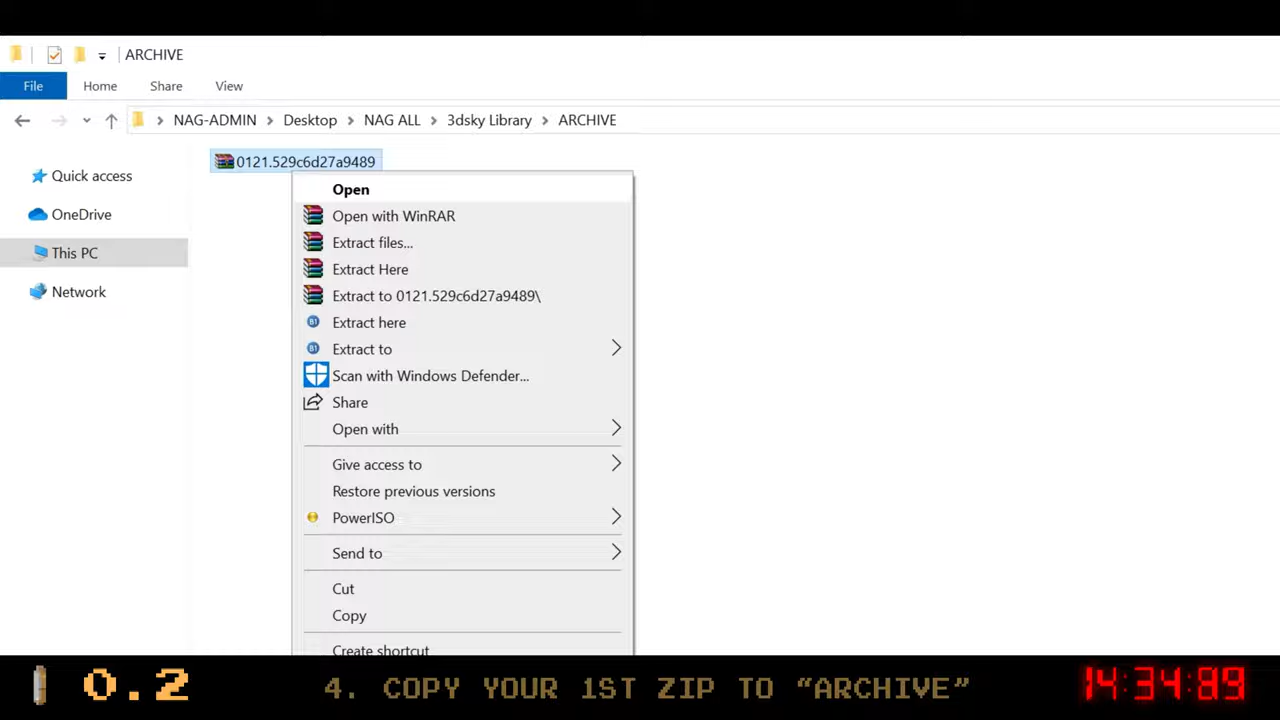 ARCHIVE
File Home Share View
NAG-ADMIN Desktop NAG ALL 3dsky Library ARCHIVE
Quick access
OneDrive
This PC
Network
0121.529c6d27a9489
Open
Open with WinRAR
Extract files...
Extract Here
Extract to 0121.529c6d27a9489\
Extract here
Extract to
Scan with Windows Defender...
Share
Open with
Give access to
Restore previous versions
PowerISO
Send to
Cut
Copy
Create shortcut
0.2 4. COPY YOUR 1ST ZIP TO “ARCHIVE” 14:34:89